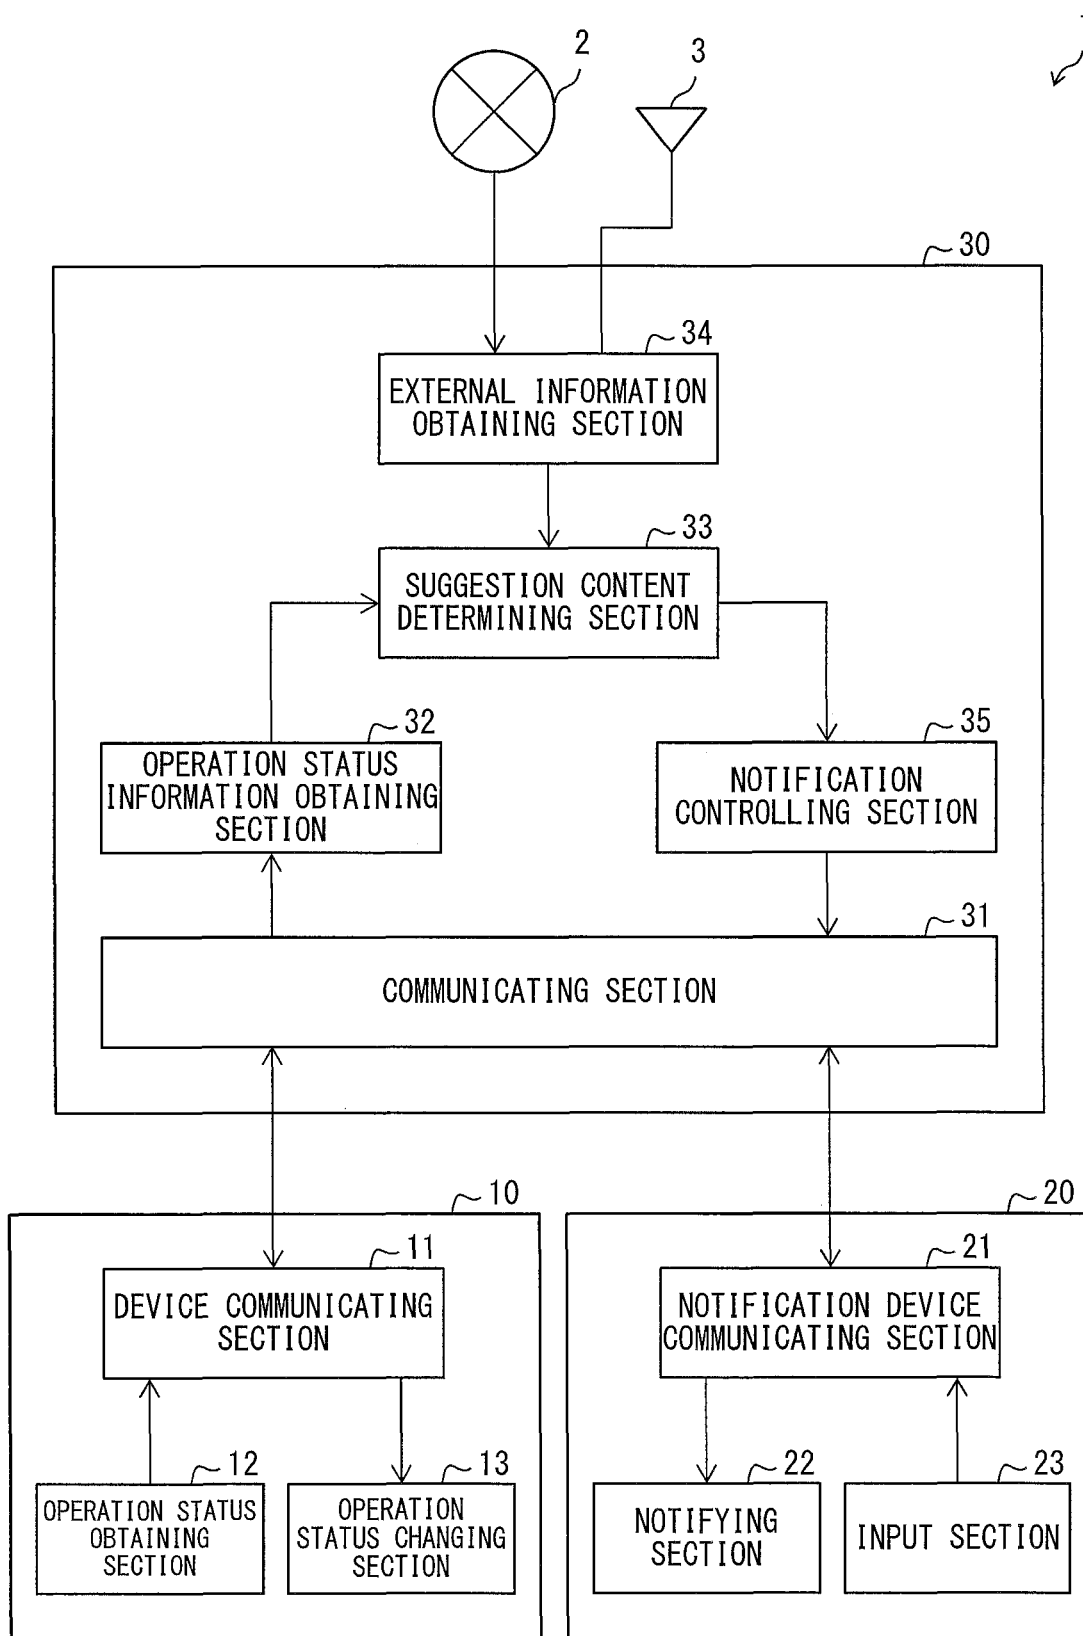 2
3
30
34
EXTERNAL INFORMATION
OBTAINING SECTION
33
SUGGESTION CONTENT
DETERMINING SECTION
32
OPERATION STATUS
INFORMATION OBTAINING
SECTION
35
NOTIFICATION
CONTROLLING SECTION
31
COMMUNICATING SECTION
10
20
11
DEVICE COMMUNICATING
SECTION
21
NOTIFICATION DEVICE
COMMUNICATING SECTION
12
OPERATION STATUS
OBTAINING
SECTION
13
OPERATION
STATUS CHANGING
SECTION
22
NOTIFYING
SECTION
23
INPUT SECTION